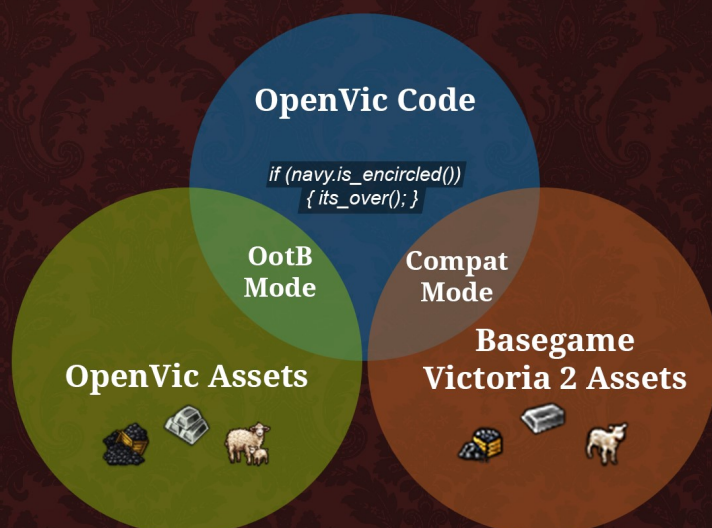 OpenVic Code
if (navy.is_encircled())
{ its_over(); }
OotB
Mode
Compat
Mode
OpenVic Assets
Basegame
Victoria 2 Assets